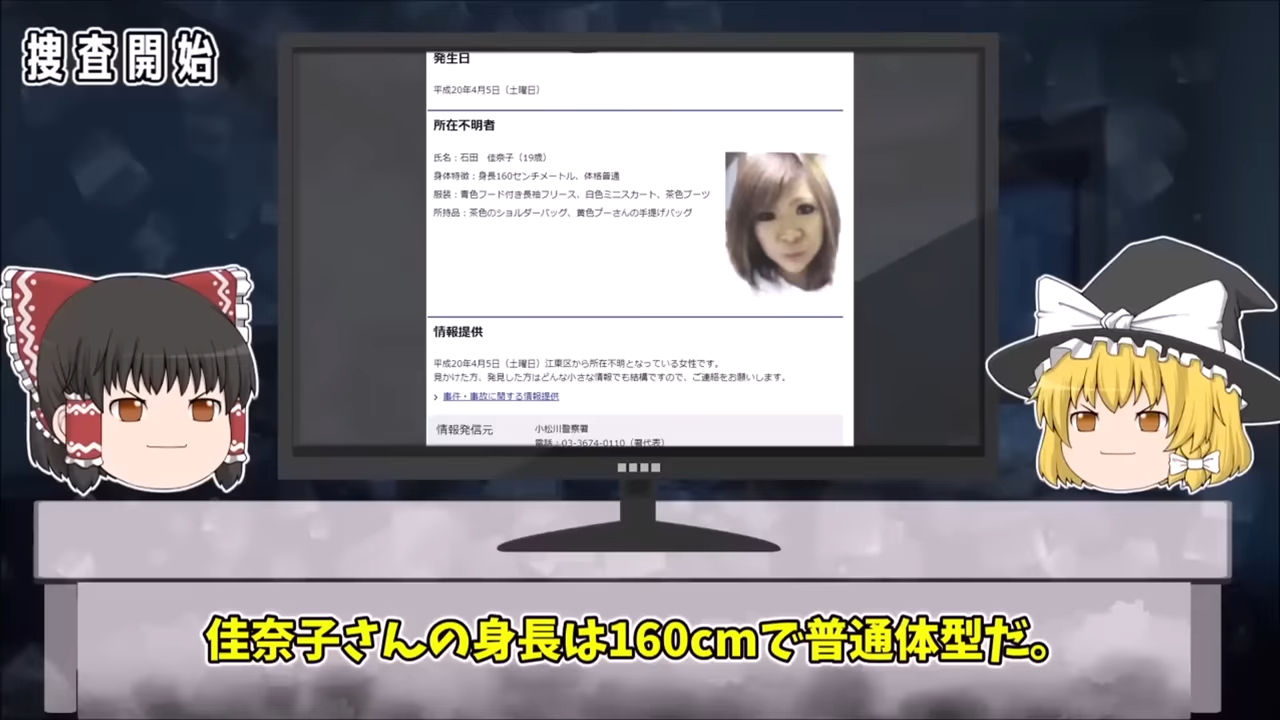 捜査開始
発生日
平成20年4月5日（土曜日）
所在不明者
氏名：石田　佳奈子（19歳）
身体特徴：身長160センチメートル、体格普通
服装：青色フード付き長袖フリース、白色ミニスカート、茶色ブーツ
所持品：茶色のショルダーバッグ、黄色プーさんの手提げバッグ
情報提供
平成20年4月5日（土曜日）江東区から所在不明となっている女性です。
見かけた方、発見した方はどんな小さな情報でも結構ですので、ご連絡をお願いします。
› 事件・事故に関する情報提供
情報発信元　小松川警察署
電話：03-3674-0110（署代表）
佳奈子さんの身長は160cmで普通体型だ。